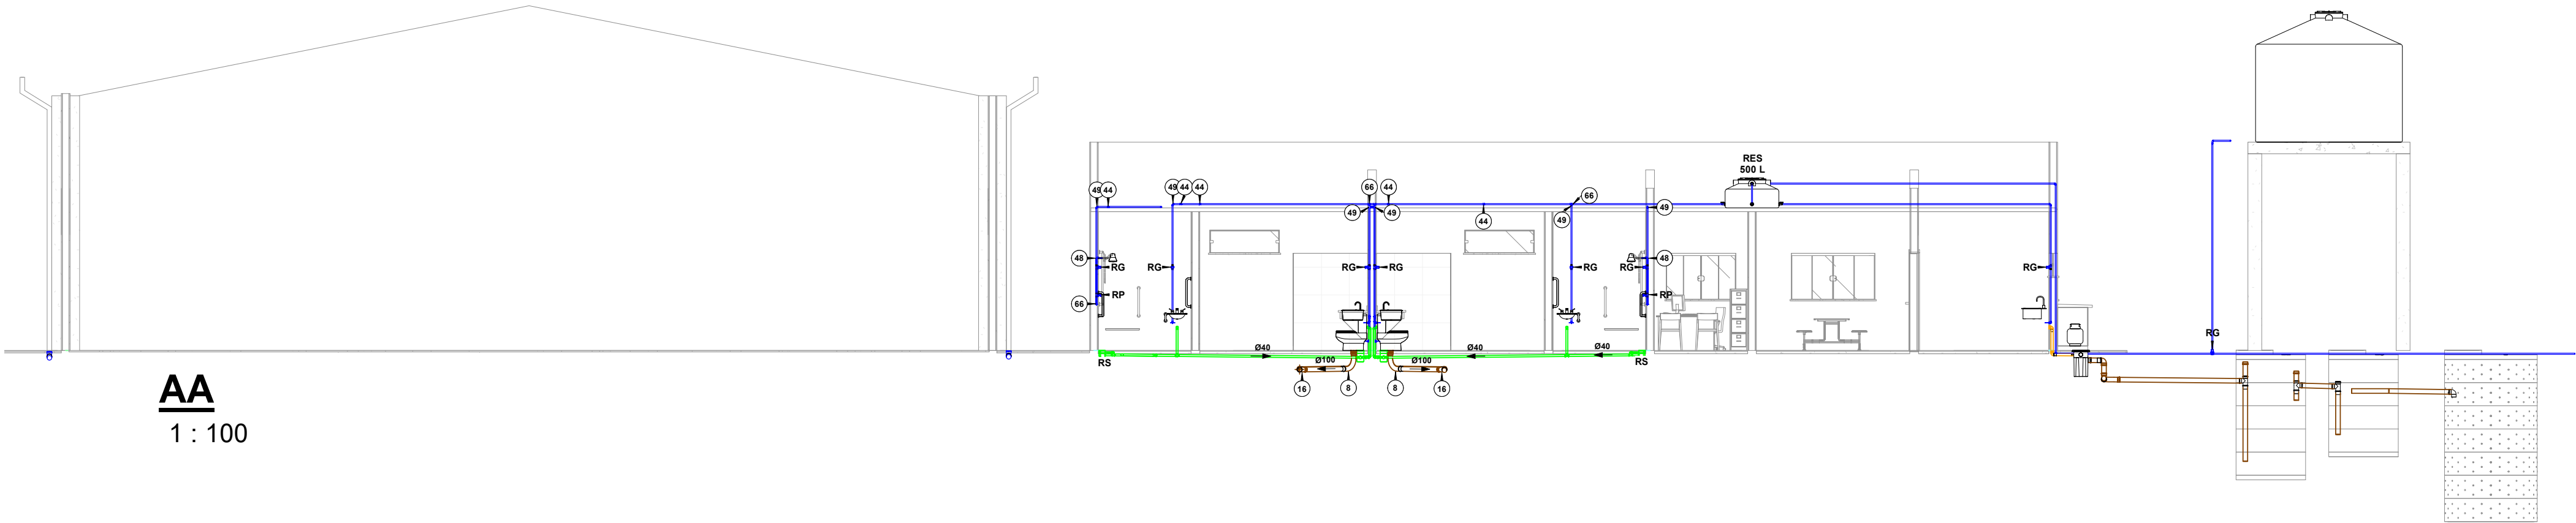 RES
500 L
49 44
49 44 44
66 44
66
49 49
44
49
49
48
RG
RG
RG
RG
RG
RG
48
RG
RP
66
RP
RG
RS
Ø40
Ø100
Ø100
Ø40
Ø40
RS
16
8
8
16
AA
1 : 100